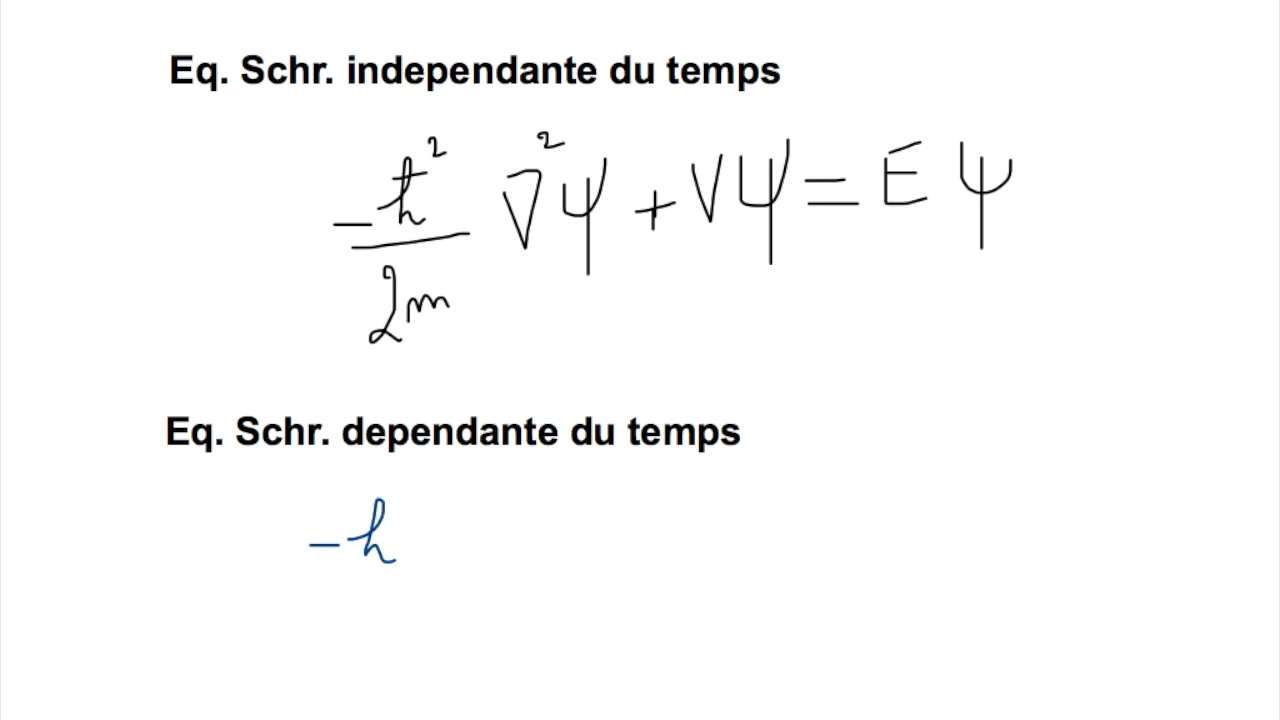 Eq. Schr. independante du temps
-ħ²/2m ∇²ψ + Vψ = Eψ
Eq. Schr. dependante du temps
-h